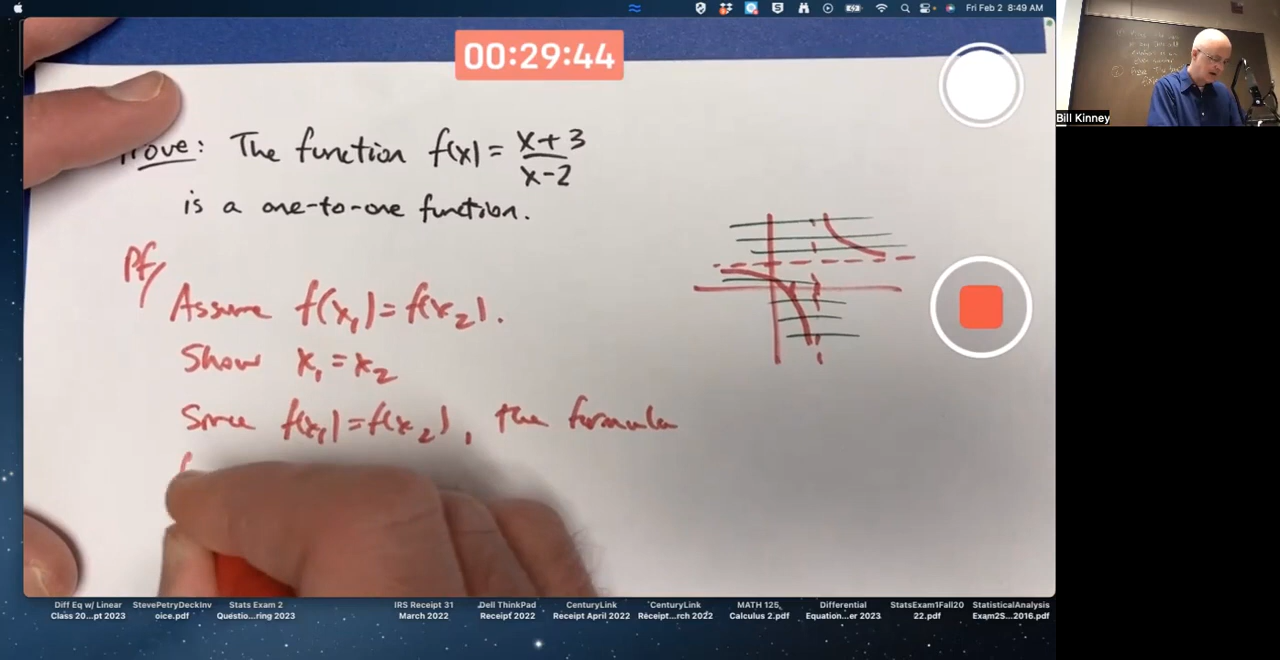 Fri Feb 2 8:49 AM
00:29:44
Bill Kinney
rove: The function f(x) = x+3
x-2
is a one-to-one function.
Pf/
Assume f(x₁)=f(x₂).
Show x₁=x₂
Since f(x₁)=f(x₂), the formula
Diff Eq w/ Linear
Class 20...pt 2023
StevePetryDeckInv
oice.pdf
Stats Exam 2
Questio...ring 2023
IRS Receipt 31
March 2022
Dell ThinkPad
Receipt 2022
CenturyLink
Receipt April 2022
CenturyLink
Receipt...rch 2022
MATH 125,
Calculus 2.pdf
Differential
Equation...er 2023
StatsExam1Fall20
22.pdf
StatisticalAnalysis
Exam2S...2016.pdf